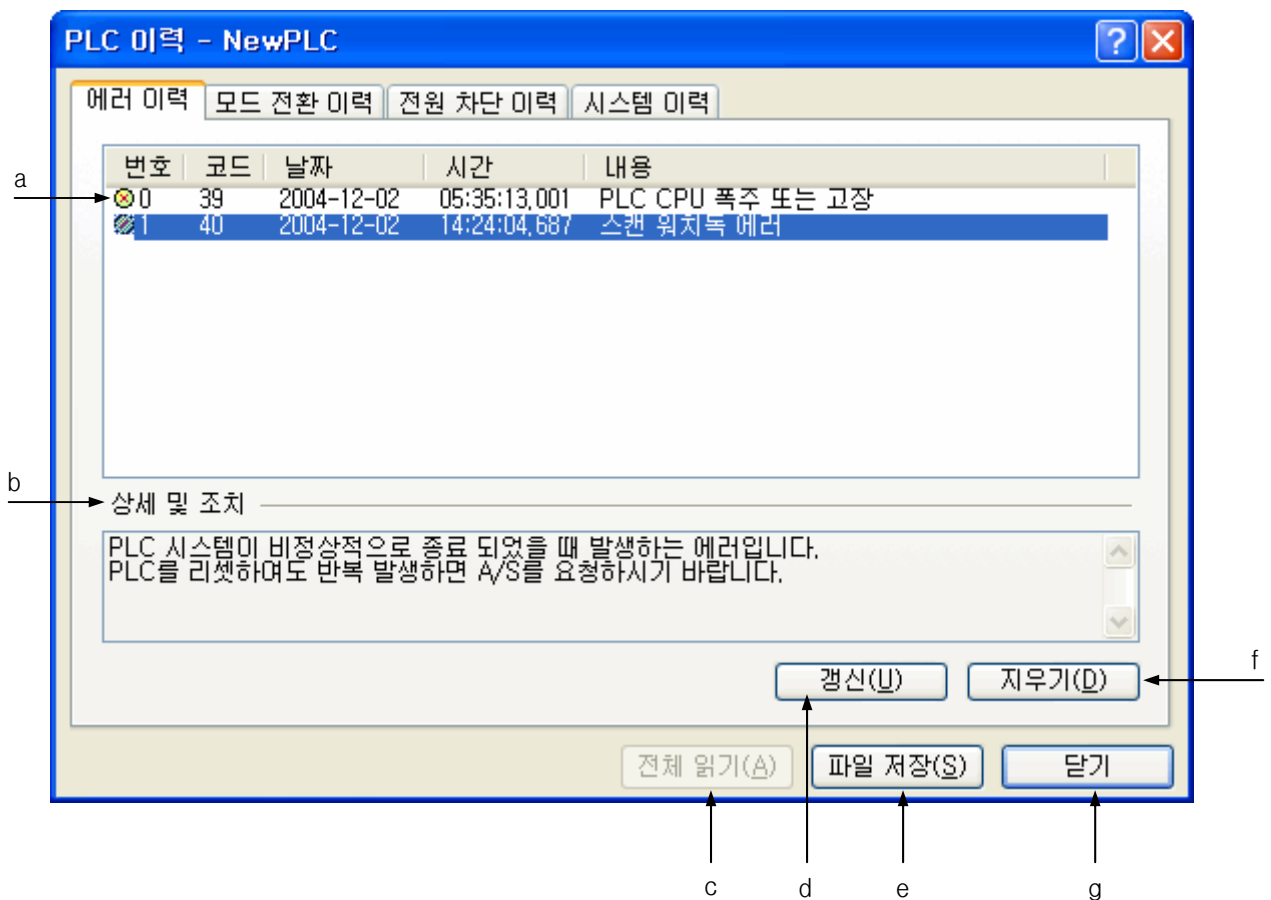 PLC 이력 - NewPLC
에러 이력 모드 전환 이력 전원 차단 이력 시스템 이력
번호 코드 날짜 시간 내용
a
0 39 2004-12-02 05:35:13,001 PLC CPU 폭주 또는 고장
1 40 2004-12-02 14:24:04,687 스캔 워치독 에러
b
상세 및 조치
PLC 시스템이 비정상적으로 종료 되었을 때 발생하는 에러입니다.
PLC를 리셋하여도 반복 발생하면 A/S를 요청하시기 바랍니다.
갱신(U) 지우기(D)
f
전체 읽기(A) 파일 저장(S) 닫기
c d e g